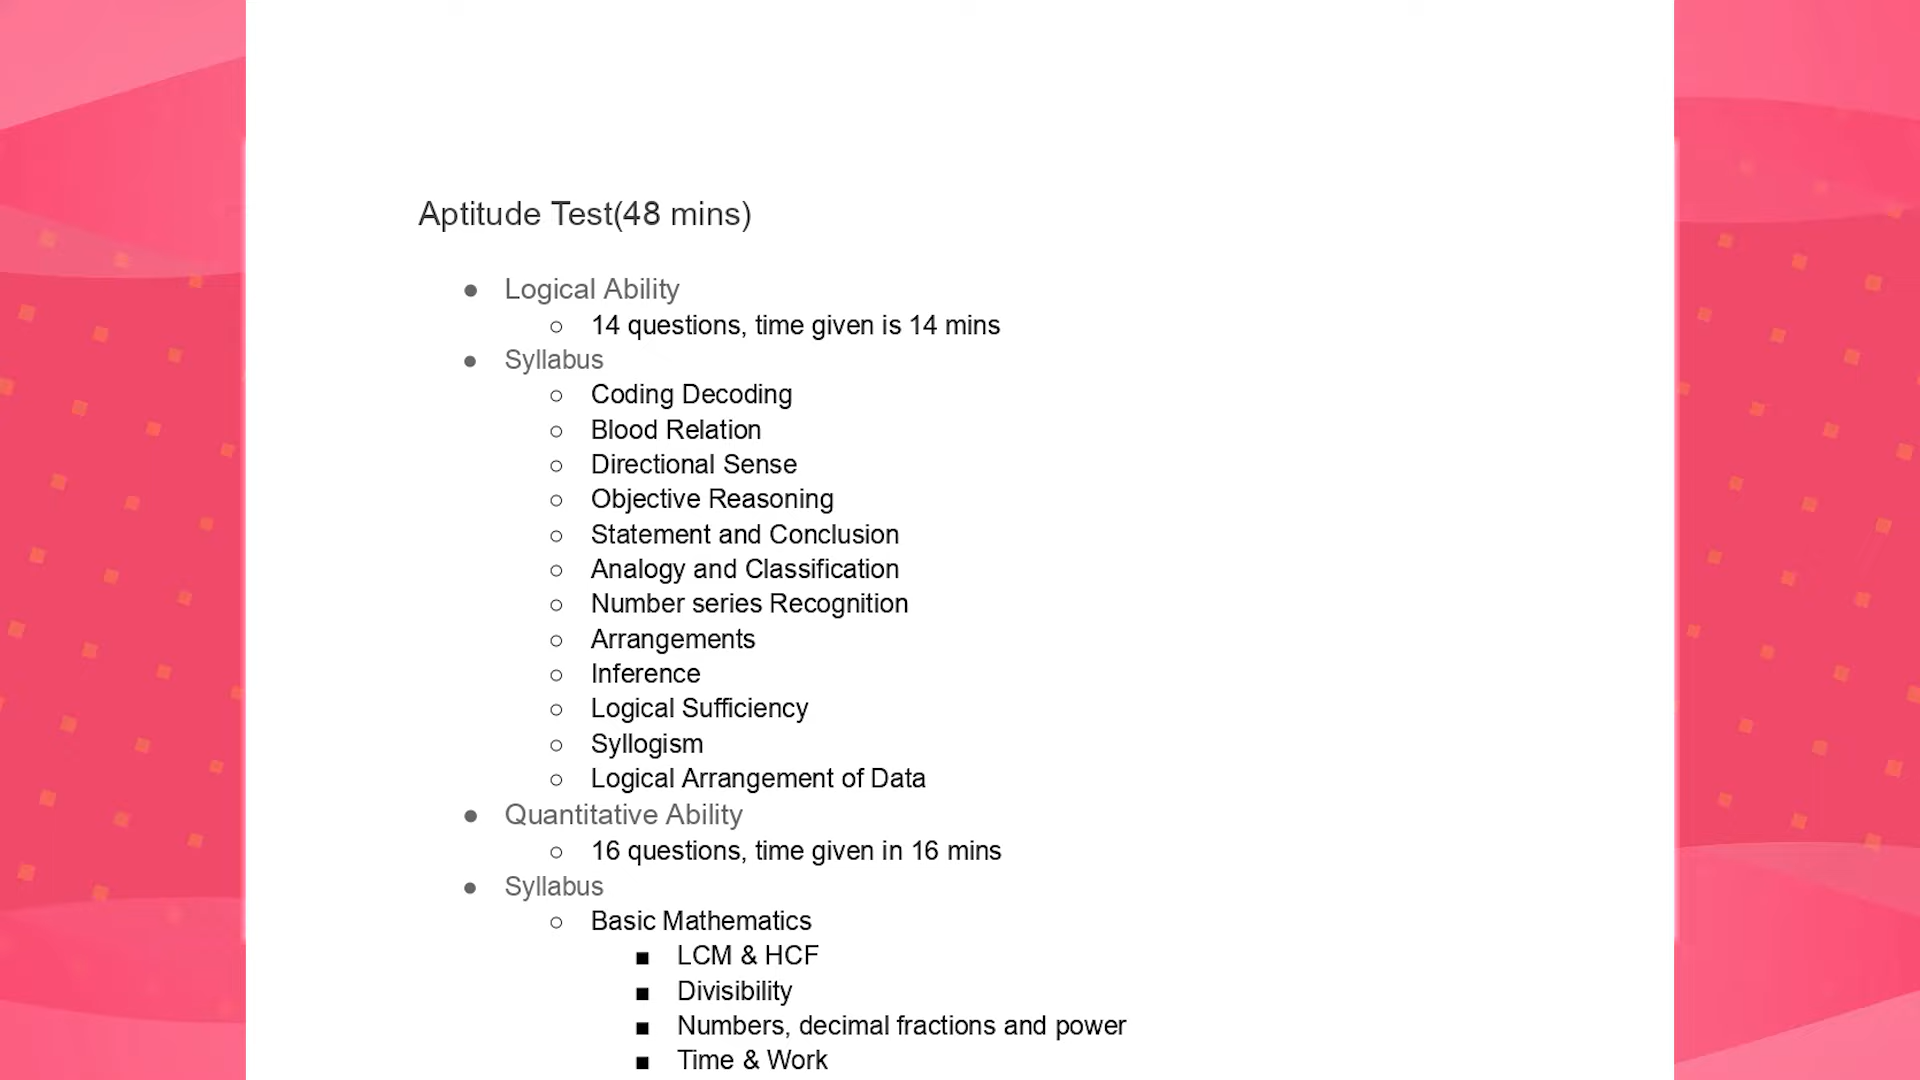 Aptitude Test(48 mins)
● Logical Ability
○ 14 questions, time given is 14 mins
● Syllabus
○ Coding Decoding
○ Blood Relation
○ Directional Sense
○ Objective Reasoning
○ Statement and Conclusion
○ Analogy and Classification
○ Number series Recognition
○ Arrangements
○ Inference
○ Logical Sufficiency
○ Syllogism
○ Logical Arrangement of Data
● Quantitative Ability
○ 16 questions, time given in 16 mins
● Syllabus
○ Basic Mathematics
■ LCM & HCF
■ Divisibility
■ Numbers, decimal fractions and power
■ Time & Work